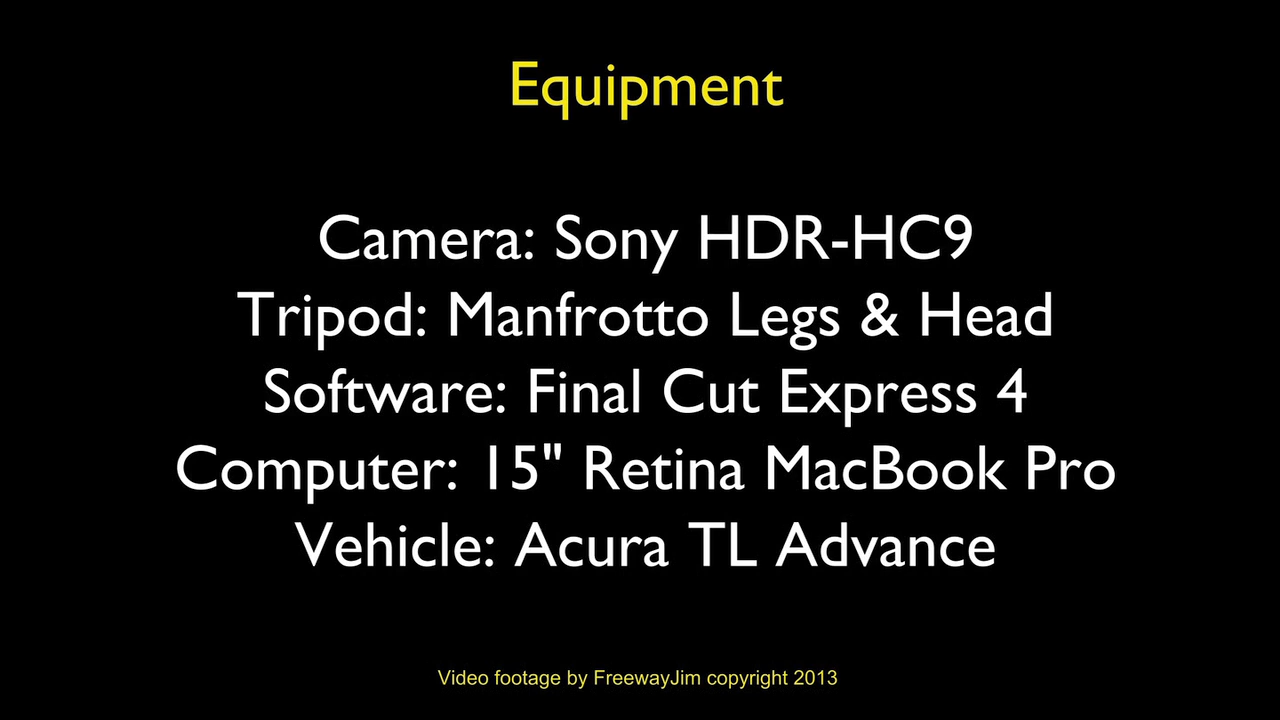 Equipment
Camera: Sony HDR-HC9
Tripod: Manfrotto Legs & Head
Software: Final Cut Express 4
Computer: 15" Retina MacBook Pro
Vehicle: Acura TL Advance
Video footage by FreewayJim copyright 2013